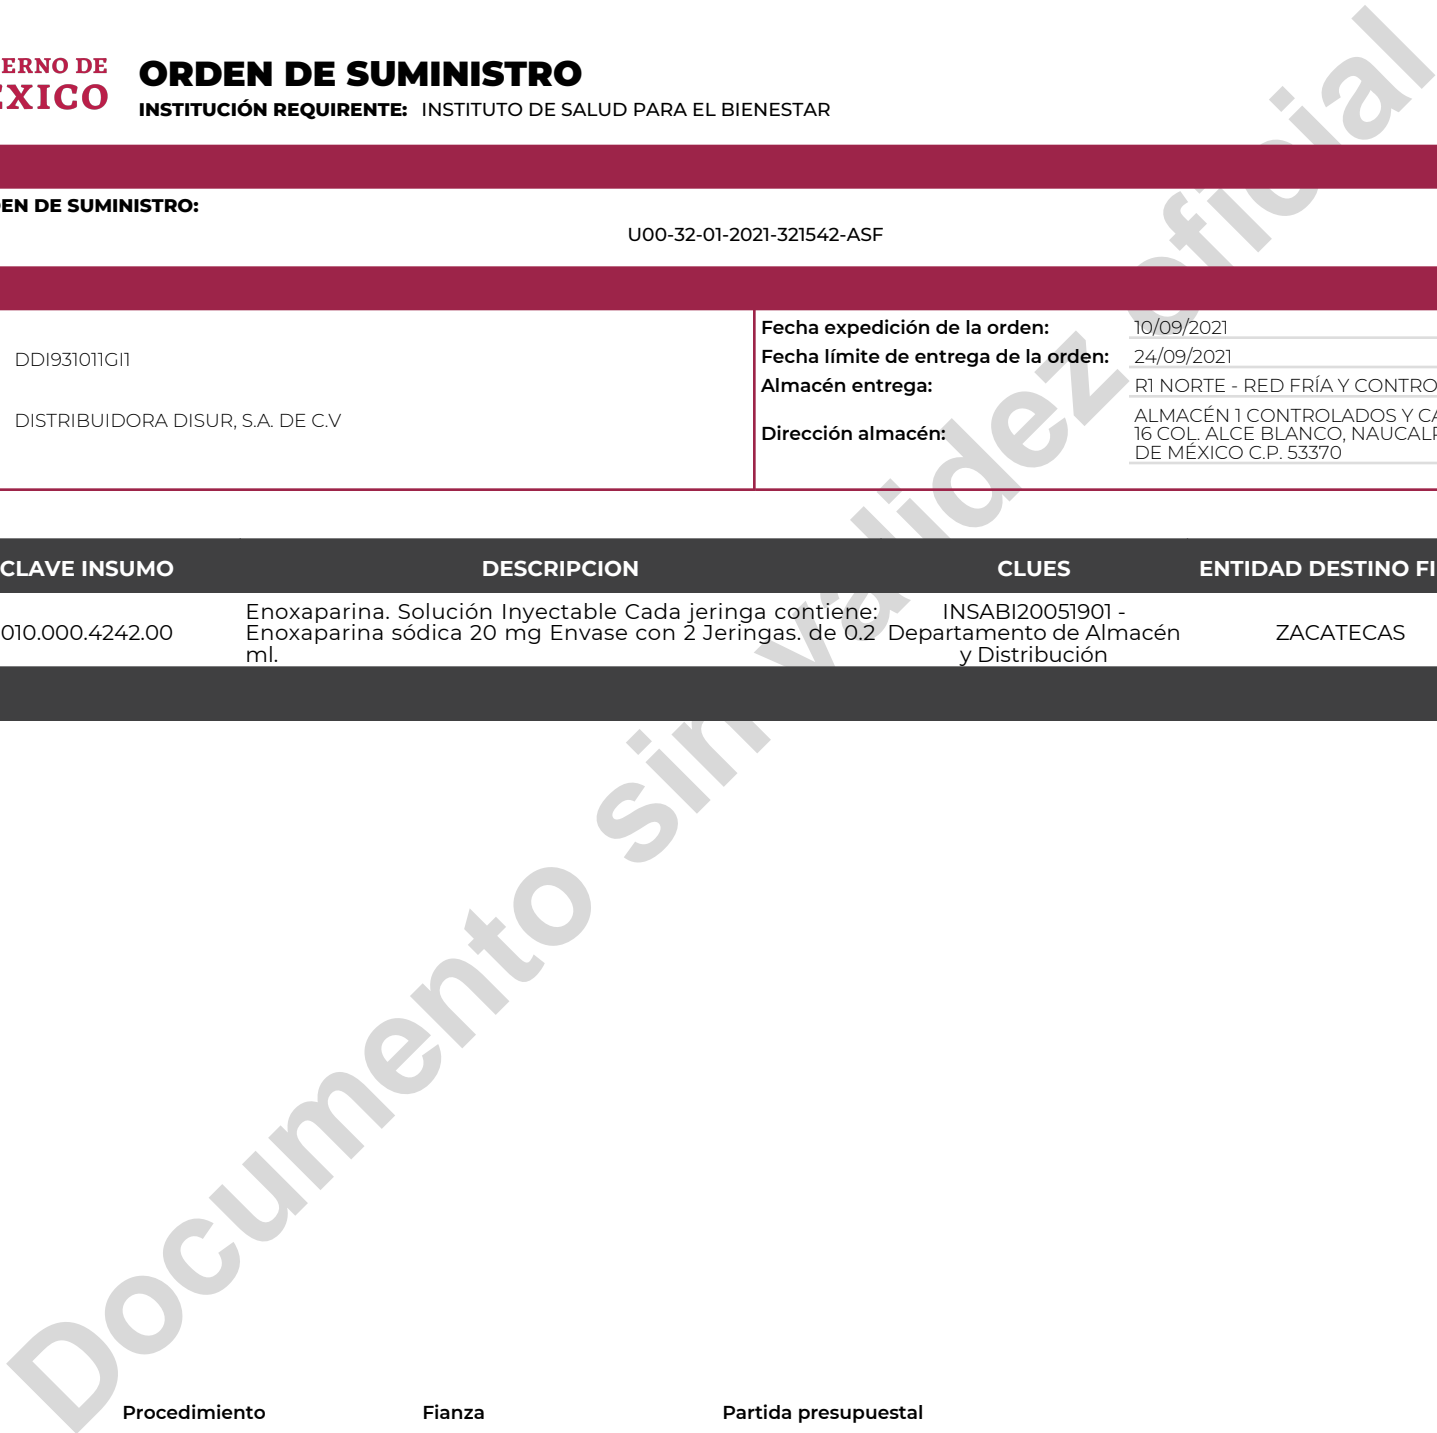 ERNO DE
EXICO
ORDEN DE SUMINISTRO
INSTITUCIÓN REQUIRENTE: INSTITUTO DE SALUD PARA EL BIENESTAR
EN DE SUMINISTRO:
U00-32-01-2021-321542-ASF
DDI931011GI1
DISTRIBUIDORA DISUR, S.A. DE C.V
Fecha expedición de la orden: 10/09/2021
Fecha límite de entrega de la orden: 24/09/2021
Almacén entrega: R1 NORTE - RED FRÍA Y CONTRO
Dirección almacén:
ALMACÉN 1 CONTROLADOS Y CA
16 COL. ALCE BLANCO, NAUCALP
DE MÉXICO C.P. 53370
CLAVE INSUMO DESCRIPCION CLUES ENTIDAD DESTINO FI
010.000.4242.00
Enoxaparina. Solución Inyectable Cada jeringa contiene:
Enoxaparina sódica 20 mg Envase con 2 Jeringas. de 0.2
ml.
INSABI20051901 -
Departamento de Almacén
y Distribución
ZACATECAS
Documento sin validez oficial
Procedimiento Fianza Partida presupuestal